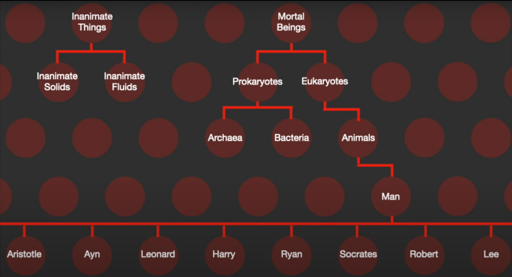 Inanimate
Things
Mortal
Beings
Inanimate
Solids
Inanimate
Fluids
Prokaryotes
Eukaryotes
Archaea
Bacteria
Animals
Man
Aristotle
Ayn
Leonard
Harry
Ryan
Socrates
Robert
Lee